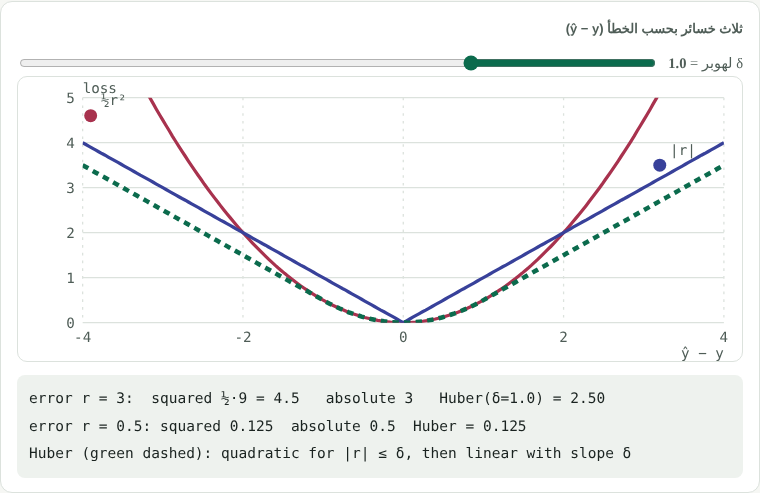 ثلاث خسائر بحسب الخطأ (ŷ − y)
δ لهوبر = 1.0
loss
½r²
|r|
5
4
3
2
1
0
-4 -2 0 2 4
ŷ − y
error r = 3:  squared ½·9 = 4.5   absolute 3   Huber(δ=1.0) = 2.50
error r = 0.5: squared 0.125  absolute 0.5  Huber = 0.125
Huber (green dashed): quadratic for |r| ≤ δ, then linear with slope δ